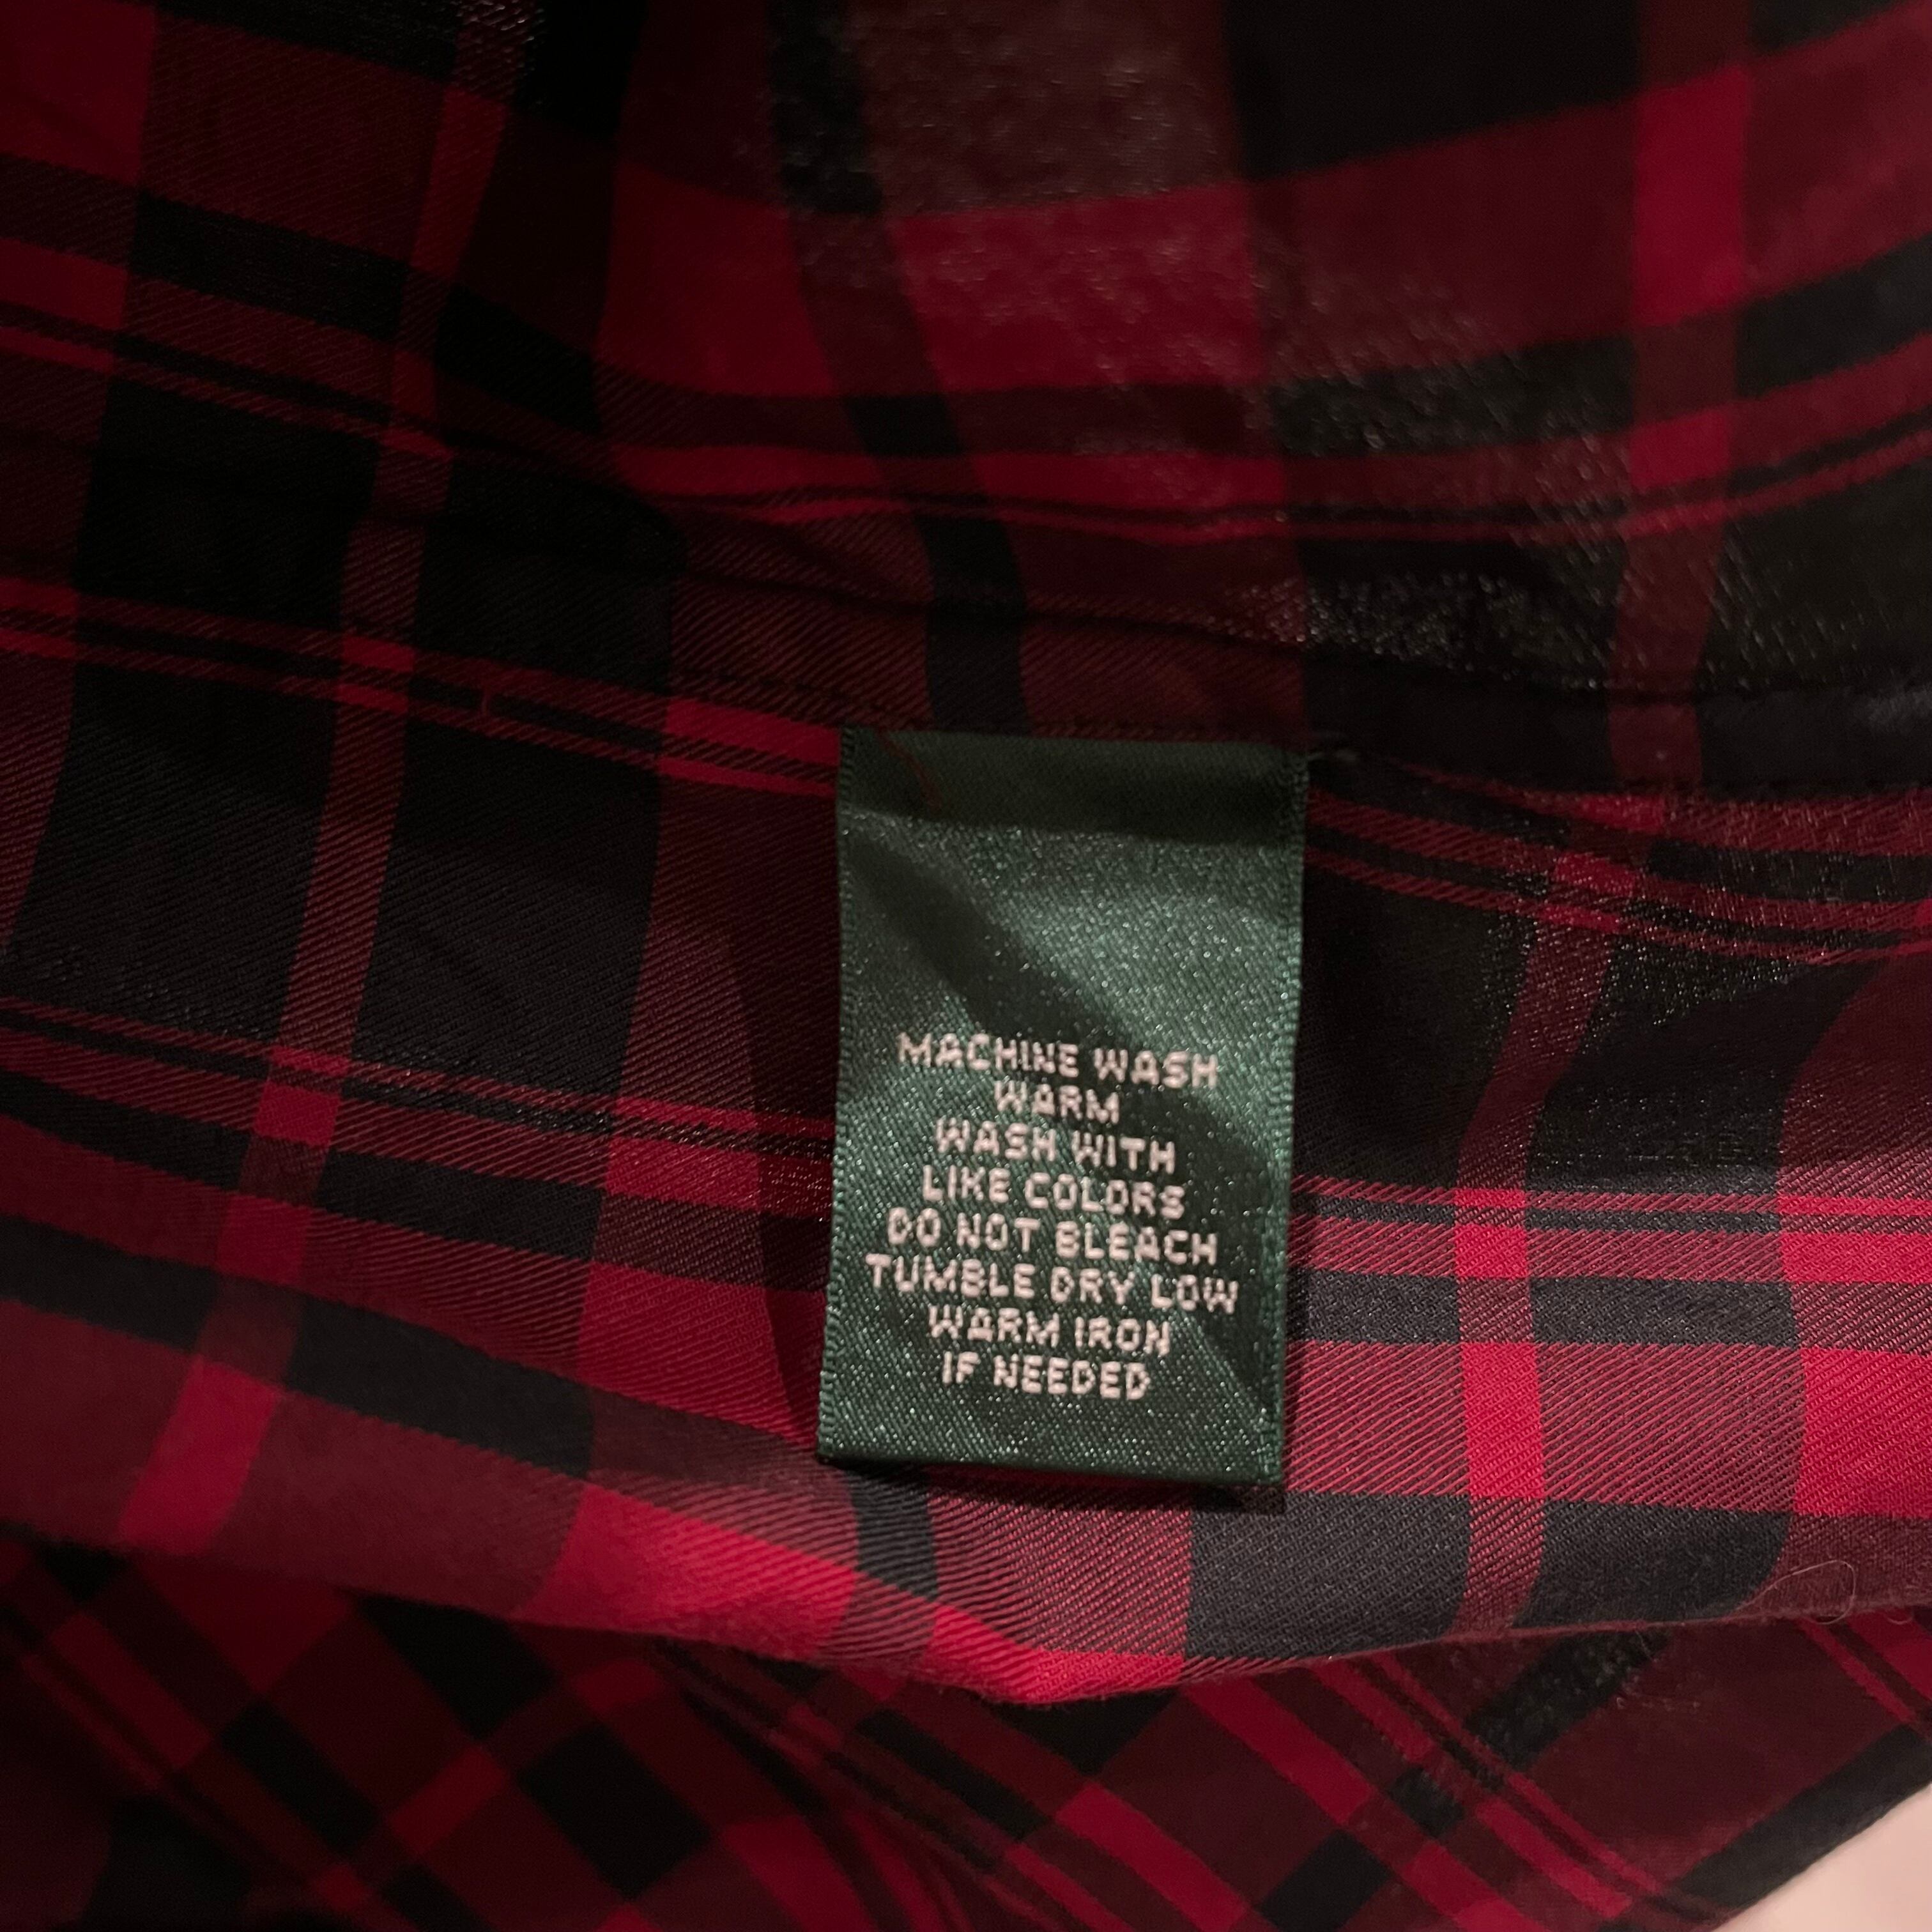 MACHINE WASH
WARM
WASH WITH
LIKE COLORS
DO NOT BLEACH
TUMBLE DRY LOW
WARM IRON
IF NEEDED